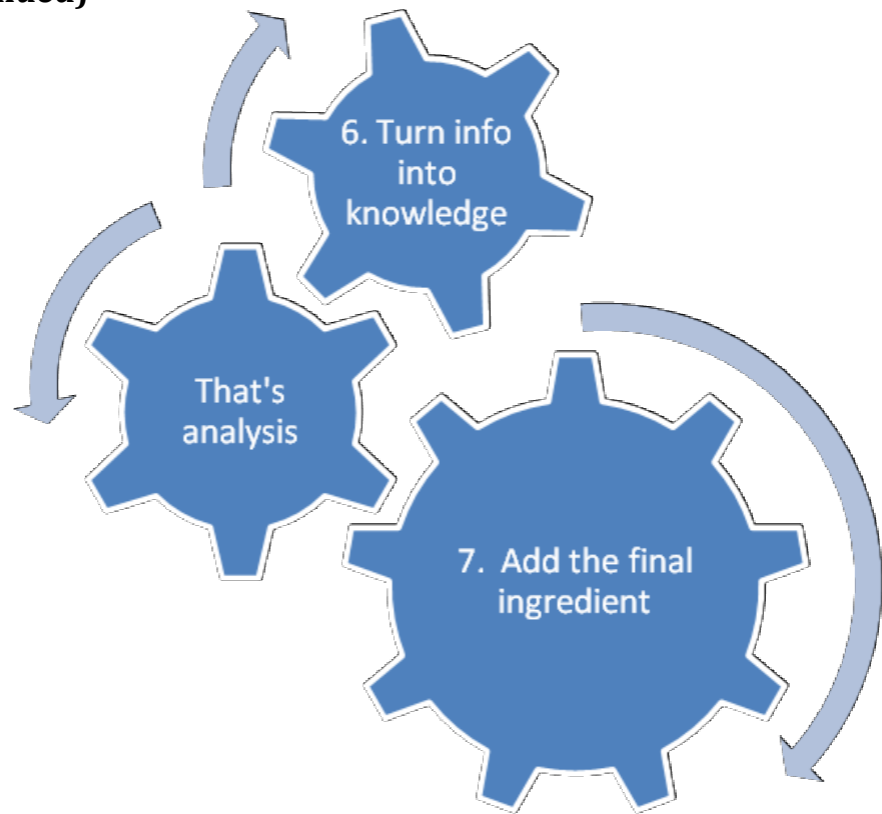 6. Turn info
into
knowledge
That's
analysis
7. Add the final
ingredient